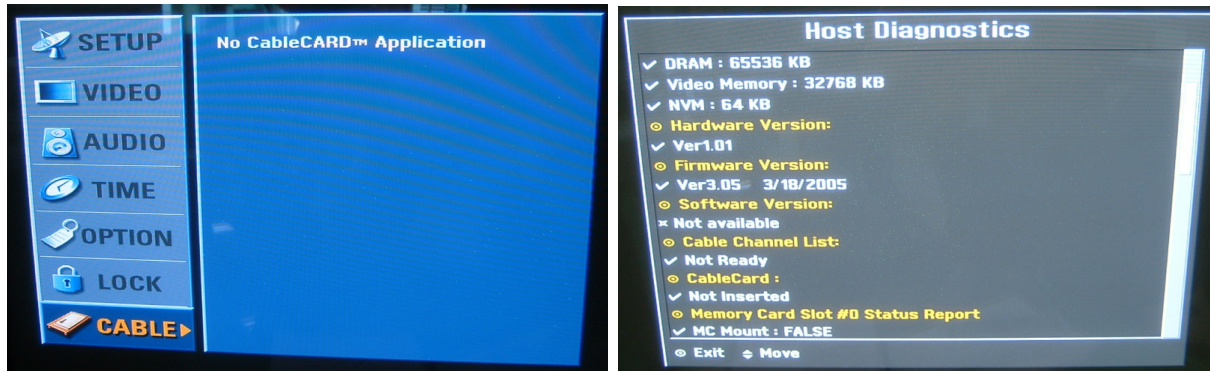 SETUP
VIDEO
AUDIO
TIME
OPTION
LOCK
CABLE
No CableCARD™ Application
Host Diagnostics
DRAM : 65536 KB
Video Memory : 32768 KB
NVM : 64 KB
Hardware Version:
Ver1.01
Firmware Version:
Ver3.05 3/18/2005
Software Version:
Not available
Cable Channel List:
Not Ready
CableCard :
Not Inserted
Memory Card Slot #0 Status Report
MC Mount : FALSE
Exit Move